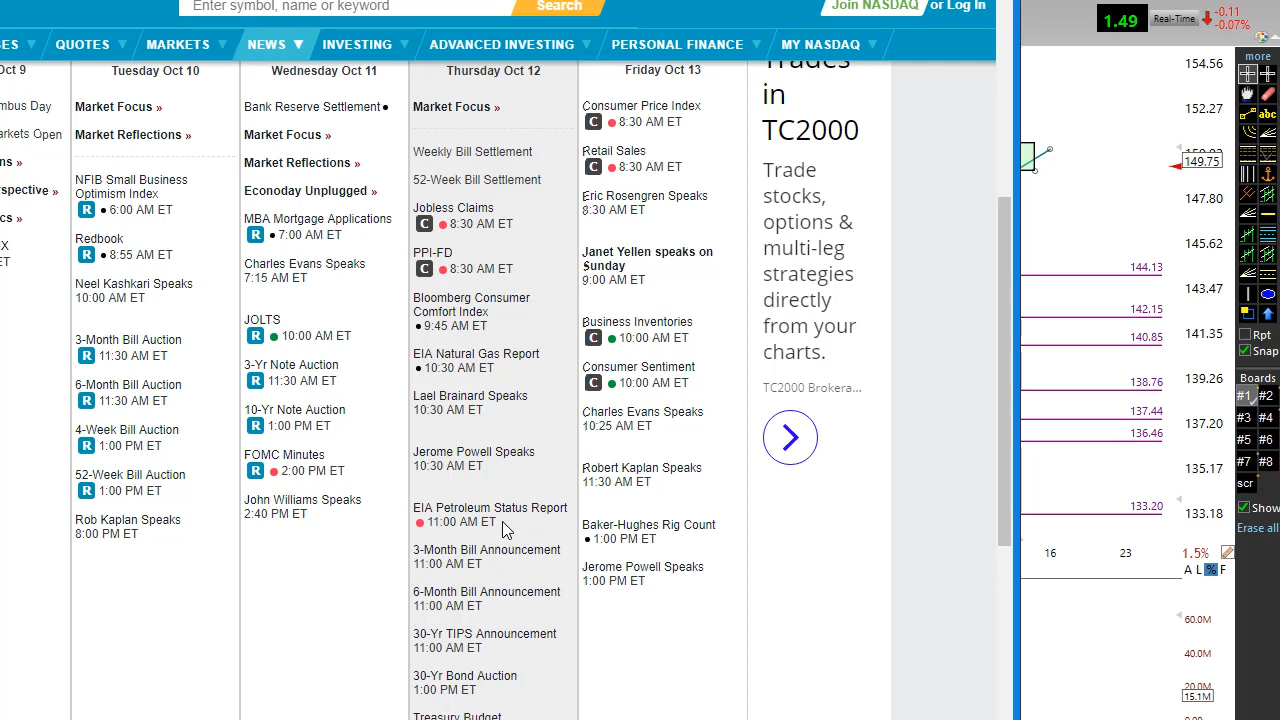 Enter symbol, name or keyword
Search
Join NASDAQ
or Log In
ES
QUOTES
MARKETS
NEWS
INVESTING
ADVANCED INVESTING
PERSONAL FINANCE
MY NASDAQ
Oct 9
mbus Day
arkets Open
ns »
rspective »
cs »
IX
ET
Tuesday Oct 10
Market Focus »
Market Reflections »
NFIB Small Business
Optimism Index
R 6:00 AM ET
Redbook
R 8:55 AM ET
Neel Kashkari Speaks
10:00 AM ET
3-Month Bill Auction
R 11:30 AM ET
6-Month Bill Auction
R 11:30 AM ET
4-Week Bill Auction
R 1:00 PM ET
52-Week Bill Auction
R 1:00 PM ET
Rob Kaplan Speaks
8:00 PM ET
Wednesday Oct 11
Bank Reserve Settlement
Market Focus »
Market Reflections »
Econoday Unplugged »
MBA Mortgage Applications
R 7:00 AM ET
Charles Evans Speaks
7:15 AM ET
JOLTS
R 10:00 AM ET
3-Yr Note Auction
R 11:30 AM ET
10-Yr Note Auction
R 1:00 PM ET
FOMC Minutes
R 2:00 PM ET
John Williams Speaks
2:40 PM ET
Thursday Oct 12
Market Focus »
Weekly Bill Settlement
52-Week Bill Settlement
Jobless Claims
C 8:30 AM ET
PPI-FD
C 8:30 AM ET
Bloomberg Consumer
Comfort Index
9:45 AM ET
EIA Natural Gas Report
10:30 AM ET
Lael Brainard Speaks
10:30 AM ET
Jerome Powell Speaks
10:30 AM ET
EIA Petroleum Status Report
11:00 AM ET
3-Month Bill Announcement
11:00 AM ET
6-Month Bill Announcement
11:00 AM ET
30-Yr TIPS Announcement
11:00 AM ET
30-Yr Bond Auction
1:00 PM ET
Treasury Budget
Friday Oct 13
Consumer Price Index
C 8:30 AM ET
Retail Sales
C 8:30 AM ET
Eric Rosengren Speaks
8:30 AM ET
Janet Yellen speaks on
Sunday
9:00 AM ET
Business Inventories
C 10:00 AM ET
Consumer Sentiment
C 10:00 AM ET
Charles Evans Speaks
10:25 AM ET
Robert Kaplan Speaks
11:30 AM ET
Baker-Hughes Rig Count
1:00 PM ET
Jerome Powell Speaks
1:00 PM ET
Trades
in
TC2000
Trade
stocks,
options &
multi-leg
strategies
directly
from your
charts.
TC2000 Brokera...
1.49
Real-Time
-0.11
-0.07%
154.56
152.27
149.75
147.80
145.62
144.13
143.47
142.15
141.35
140.85
139.26
138.76
137.44
137.20
136.46
135.17
133.20
133.18
16
23
1.5%
A L % F
60.0M
40.0M
20.0M
15.1M
more
abc
Rpt
Snap
Boards
#1 #2
#3 #4
#5 #6
#7 #8
scr
Show
Erase all